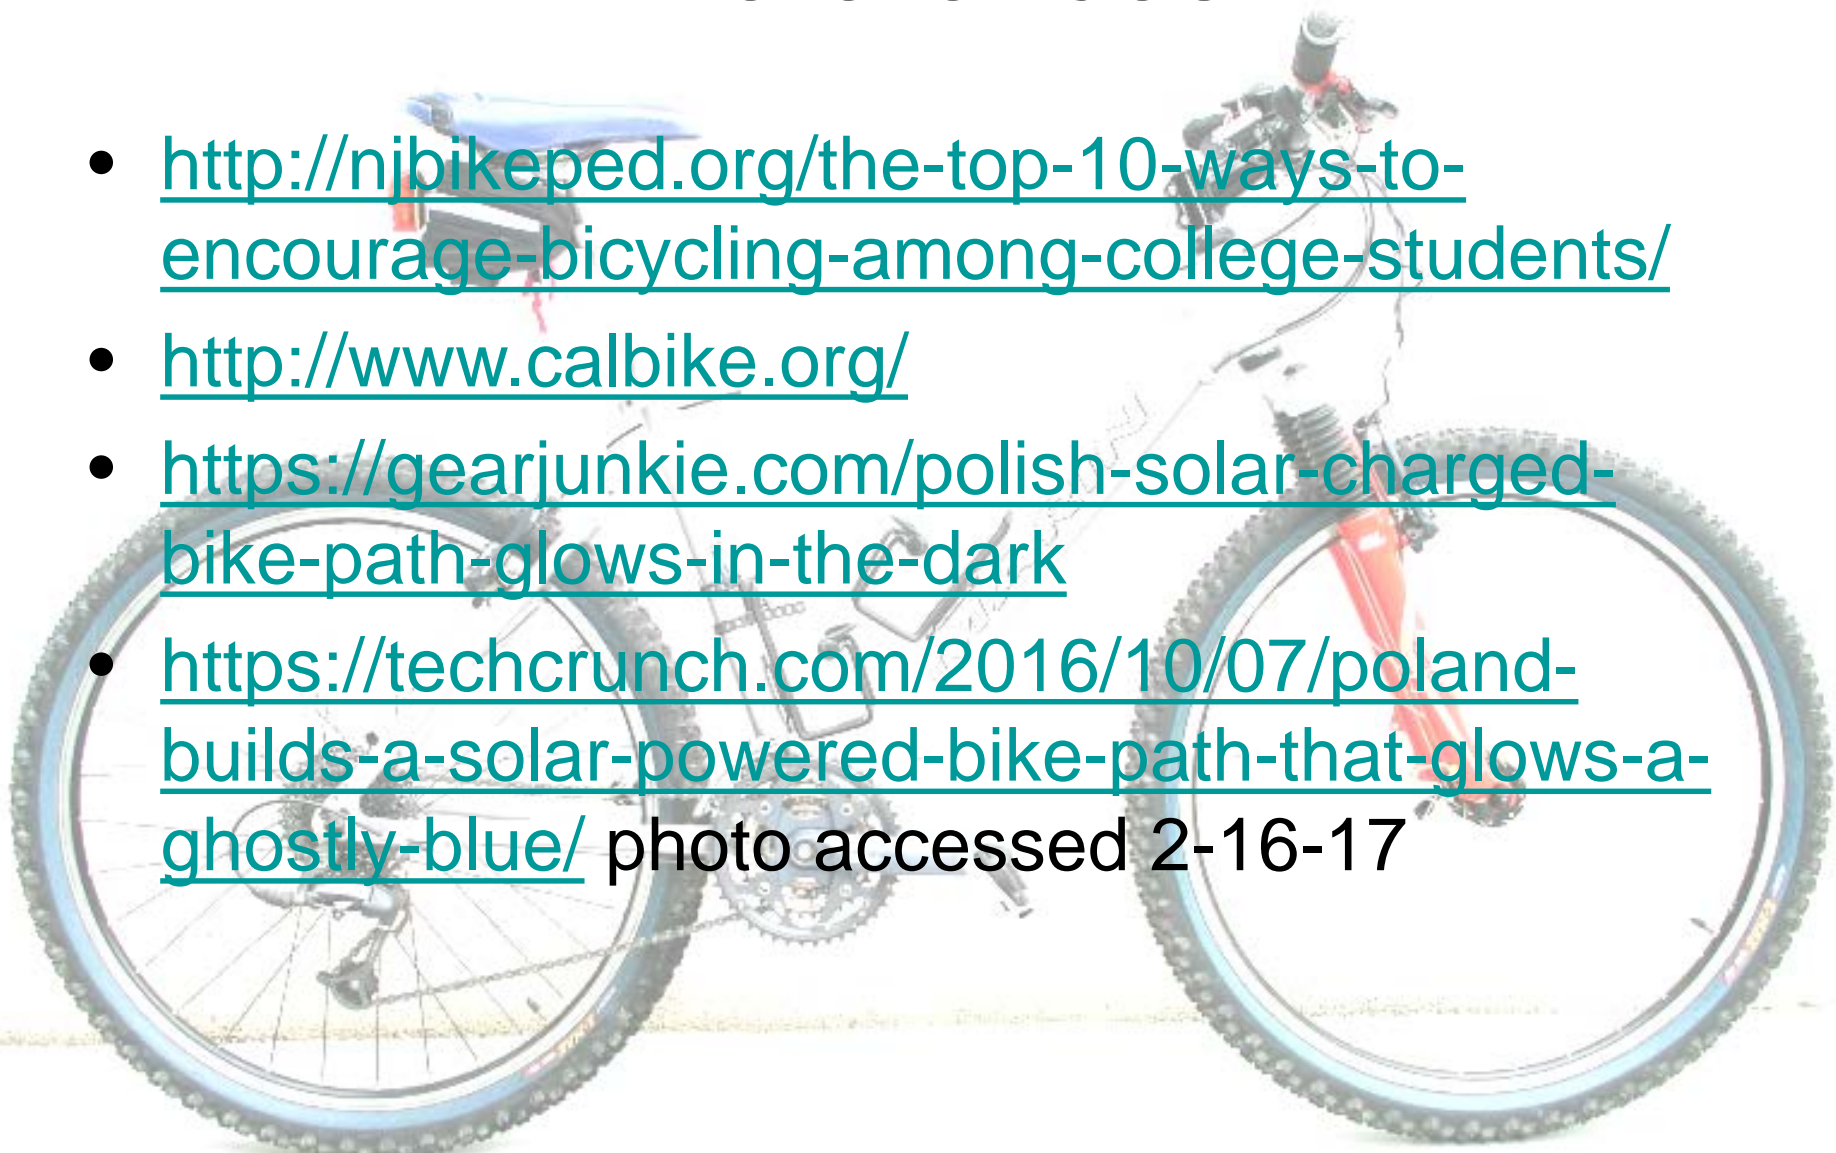 • http://njbikeped.org/the-top-10-ways-to-
encourage-bicycling-among-college-students/
• http://www.calbike.org/
• https://gearjunkie.com/polish-solar-charged-
bike-path-glows-in-the-dark
• https://techcrunch.com/2016/10/07/poland-
builds-a-solar-powered-bike-path-that-glows-a-
ghostly-blue/ photo accessed 2-16-17